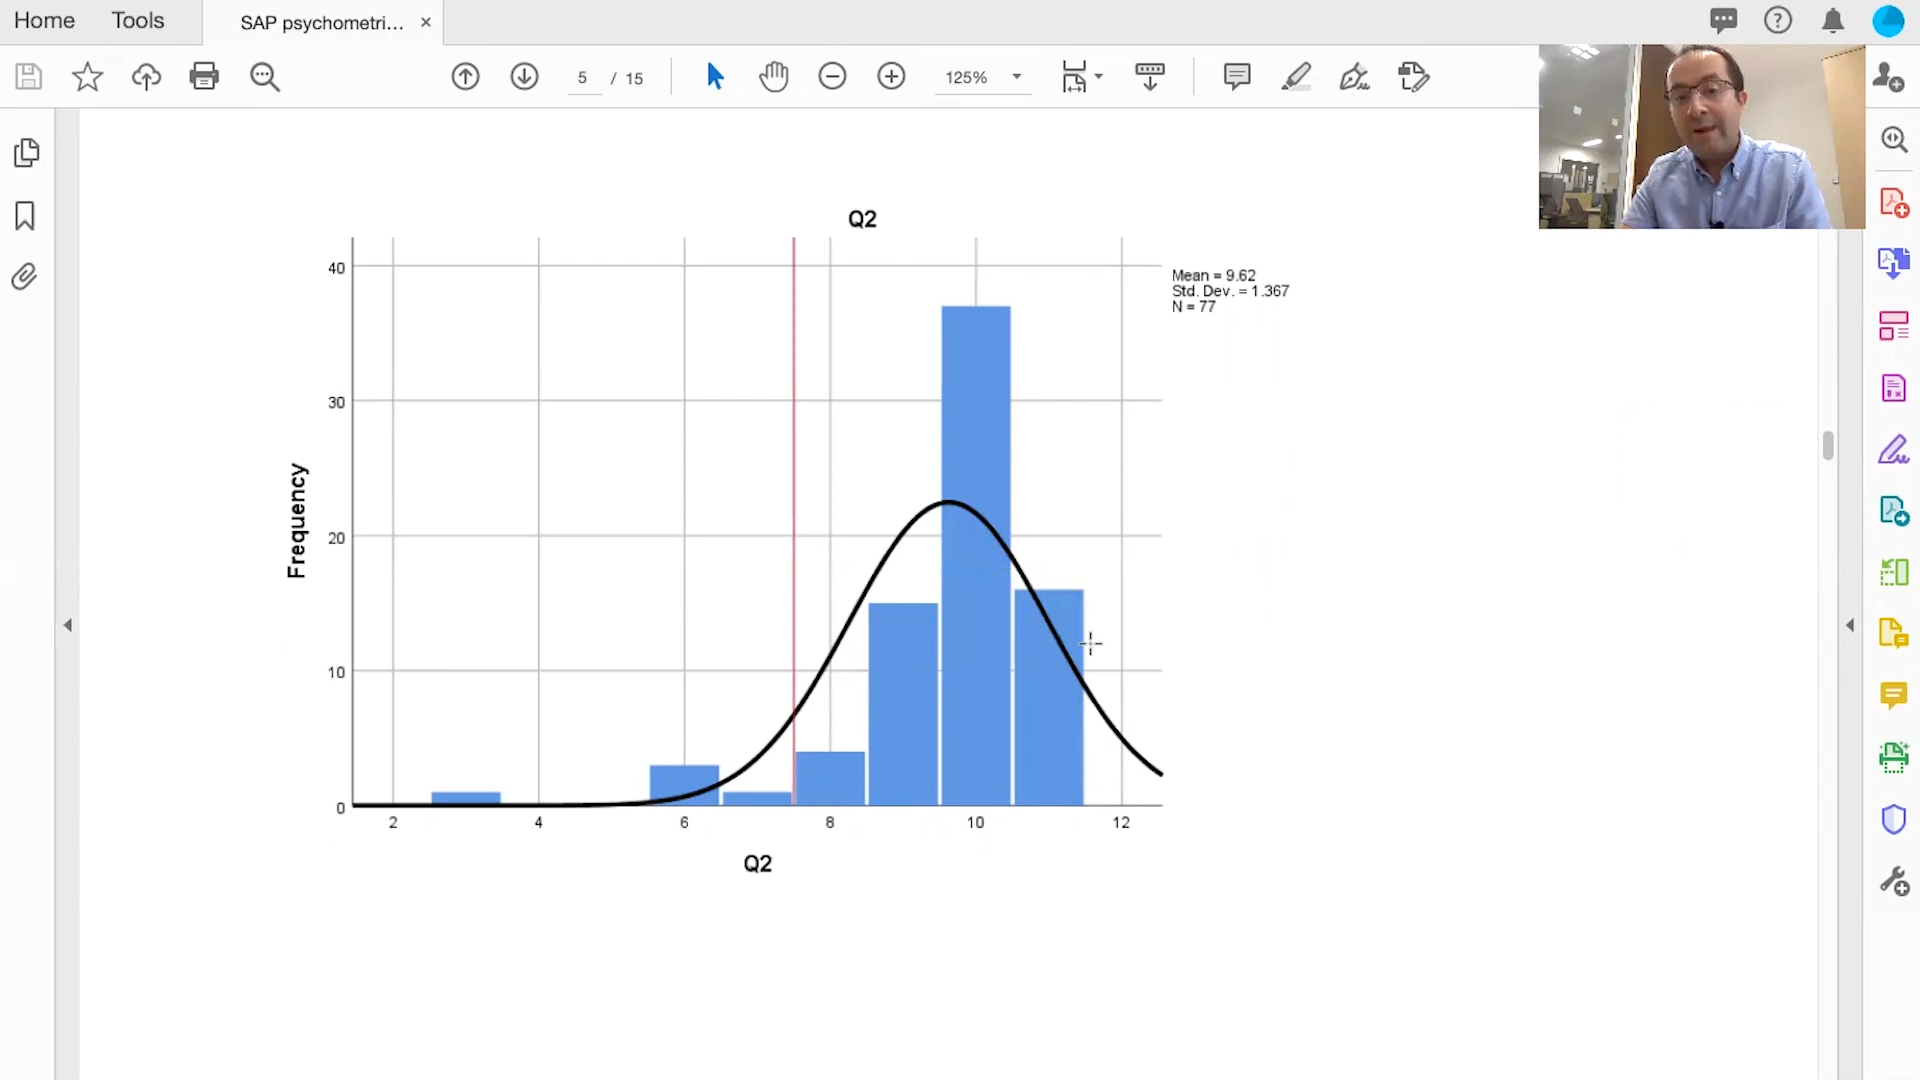 Home
Tools
SAP psychometri...
5 / 15
125%
Q2
Mean = 9.62
Std. Dev. = 1.367
N = 77
40
30
20
10
0
Frequency
2 4 6 8 10 12
Q2